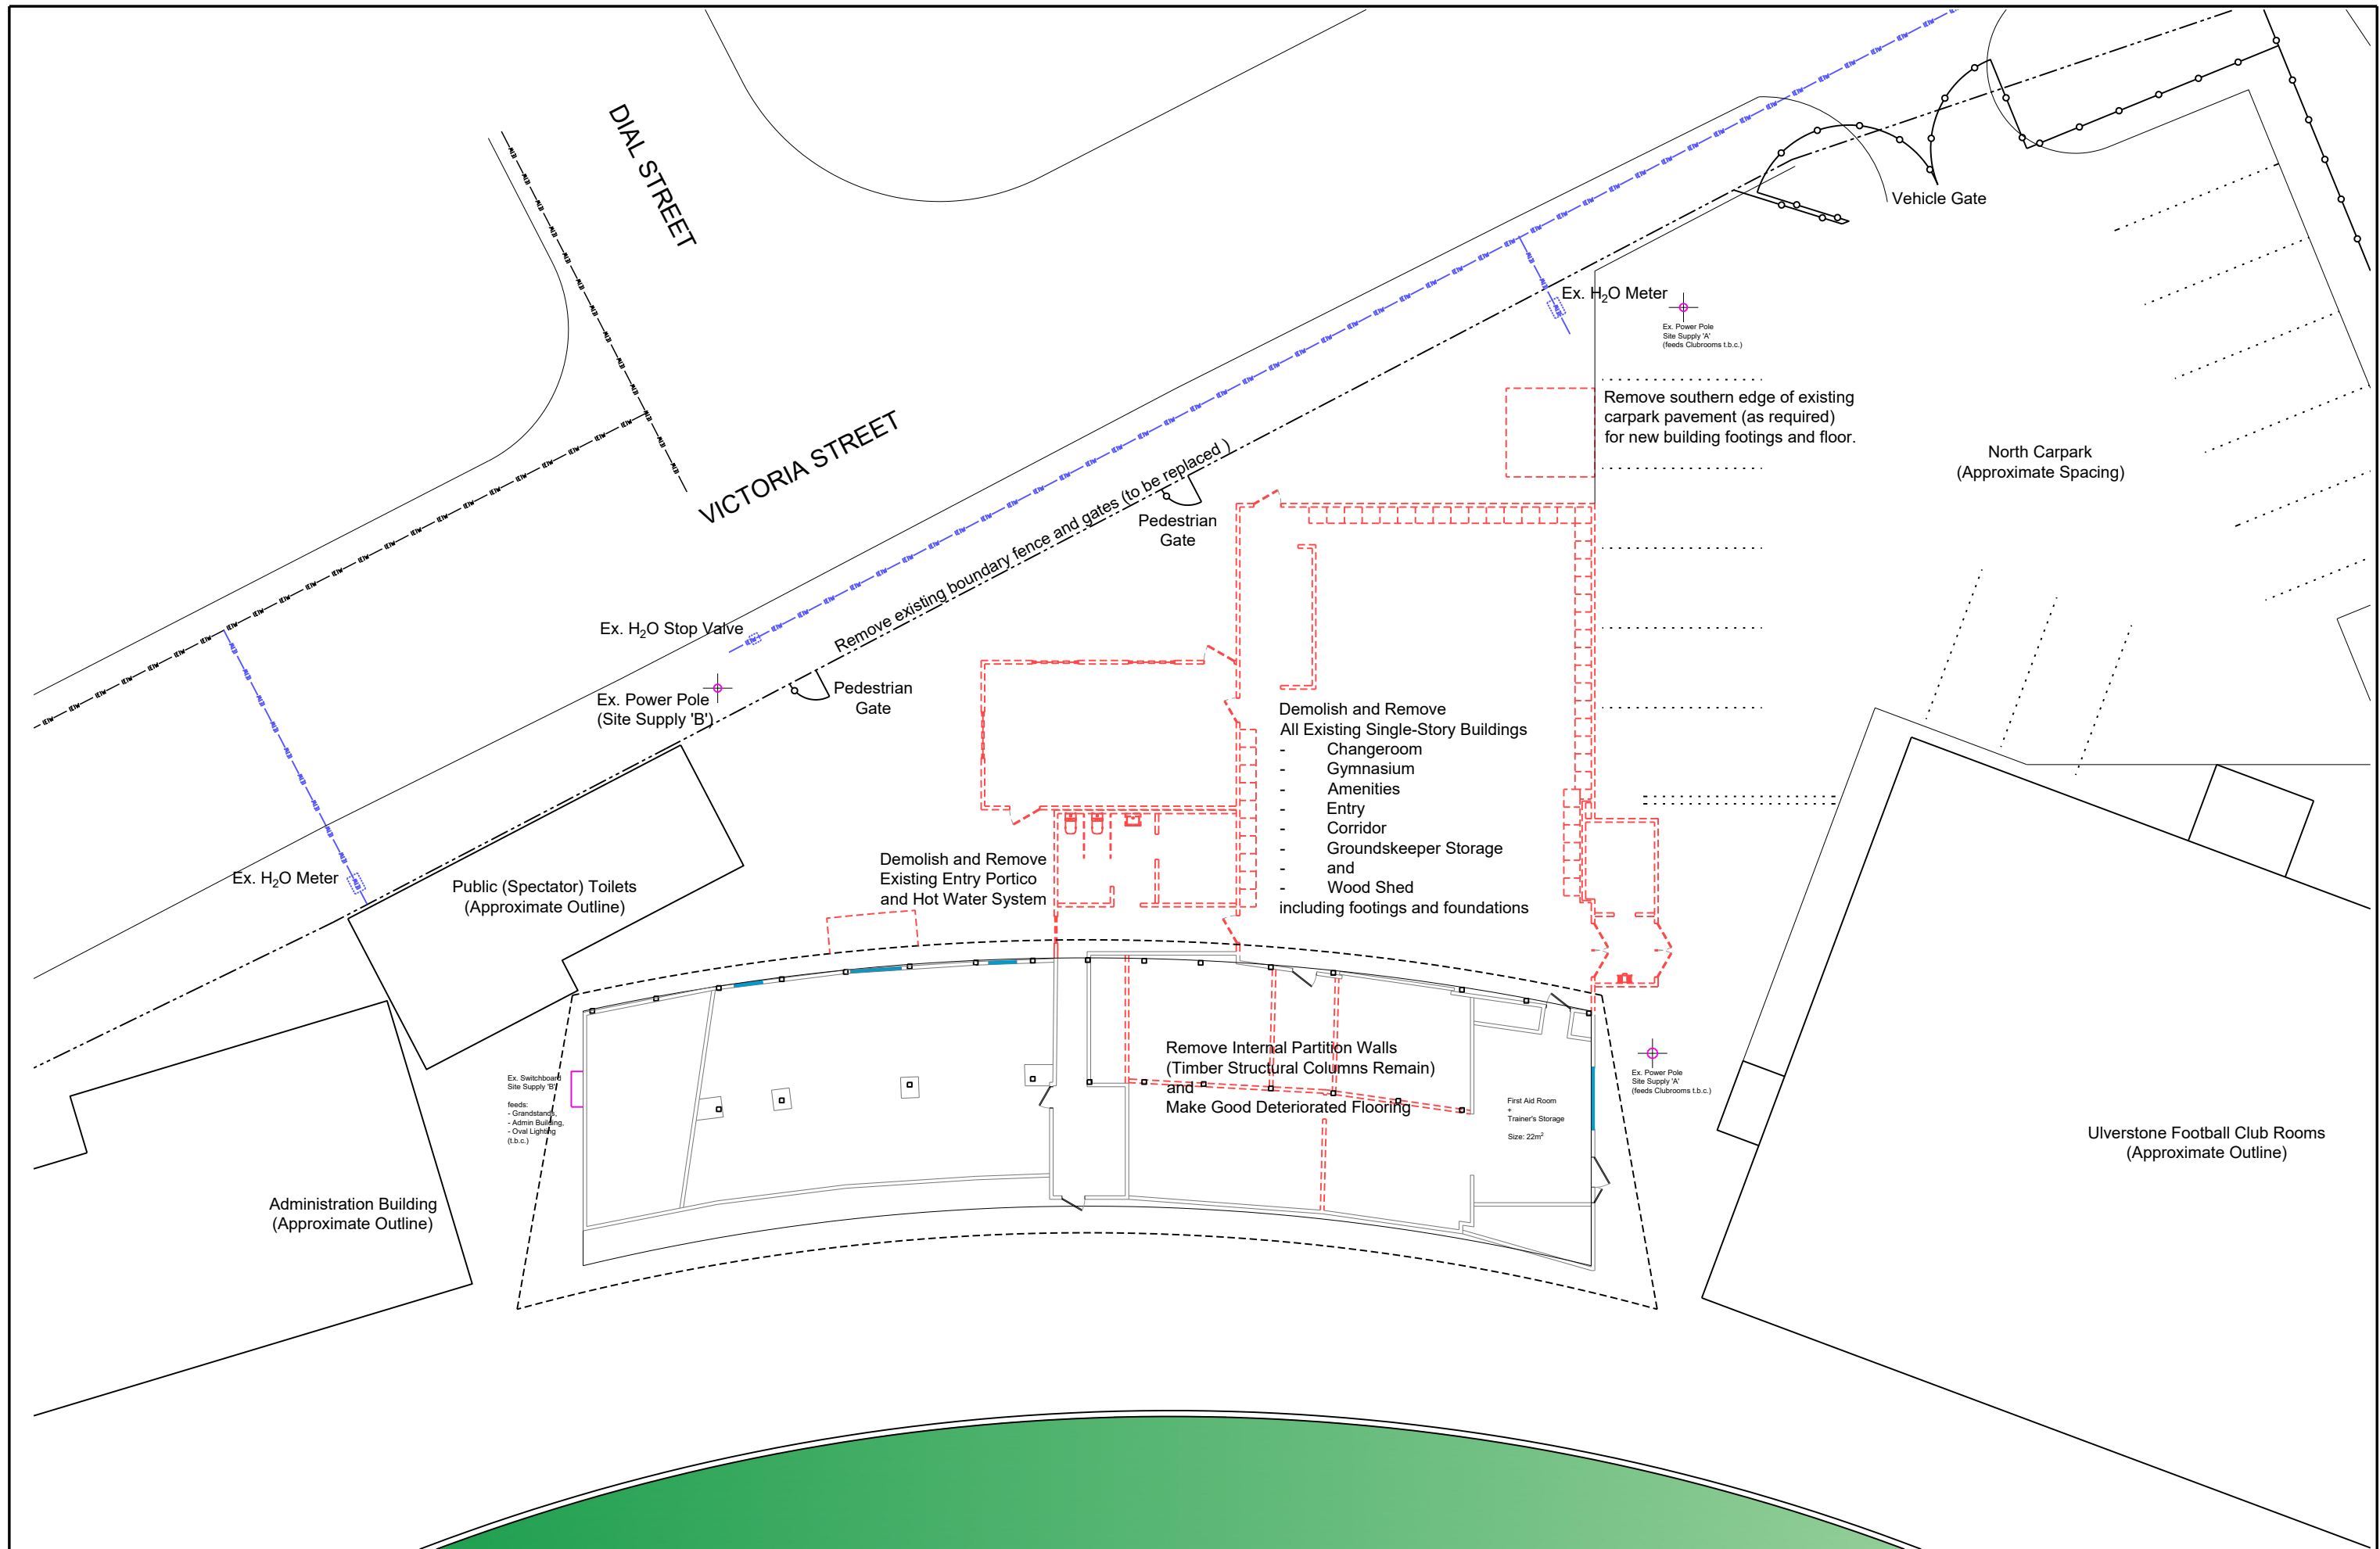 DIAL STREET
VICTORIA STREET
Vehicle Gate
Ex. H₂O Meter
Ex. Power Pole
Site Supply 'A'
(feeds Clubrooms t.b.c.)
Remove southern edge of existing
carpark pavement (as required)
for new building footings and floor.
North Carpark
(Approximate Spacing)
Remove existing boundary fence and gates (to be replaced )
Pedestrian
Gate
Ex. H₂O Stop Valve
Ex. Power Pole
(Site Supply 'B')
Pedestrian
Gate
Demolish and Remove
All Existing Single-Story Buildings
- Changeroom
- Gymnasium
- Amenities
- Entry
- Corridor
- Groundskeeper Storage
- and
- Wood Shed
including footings and foundations
Demolish and Remove
Existing Entry Portico
and Hot Water System
Ex. H₂O Meter
Public (Spectator) Toilets
(Approximate Outline)
Remove Internal Partition Walls
(Timber Structural Columns Remain)
and
Make Good Deteriorated Flooring
Ex. Switchboard
Site Supply 'B'
feeds:
- Grandstands,
- Admin Building,
- Oval Lighting
(t.b.c.)
First Aid Room
+
Trainer's Storage
Size: 22m²
Ex. Power Pole
Site Supply 'A'
(feeds Clubrooms t.b.c.)
Ulverstone Football Club Rooms
(Approximate Outline)
Administration Building
(Approximate Outline)